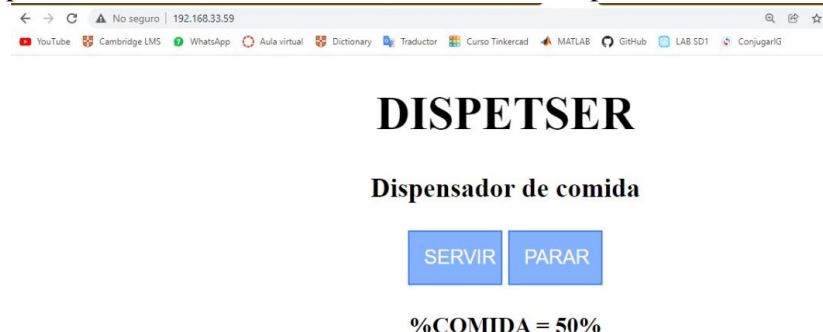 No seguro | 192.168.33.59
YouTube Cambridge LMS WhatsApp Aula virtual Dictionary Traductor Curso Tinkercad MATLAB GitHub LAB SD1 ConjugarIG
DISPETSER
Dispensador de comida
SERVIR PARAR
%COMIDA = 50%